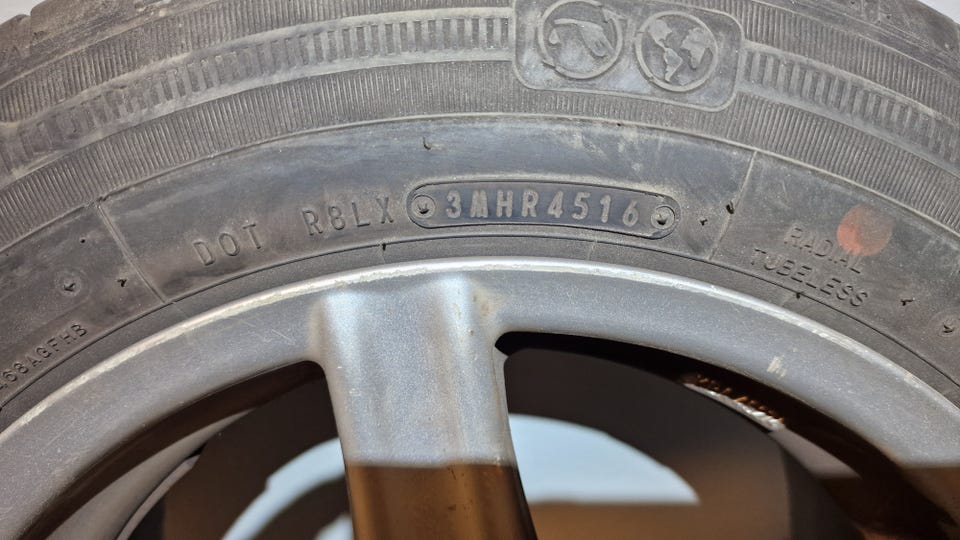 DOT R8LX 3MHR4516
RADIAL
TUBELESS